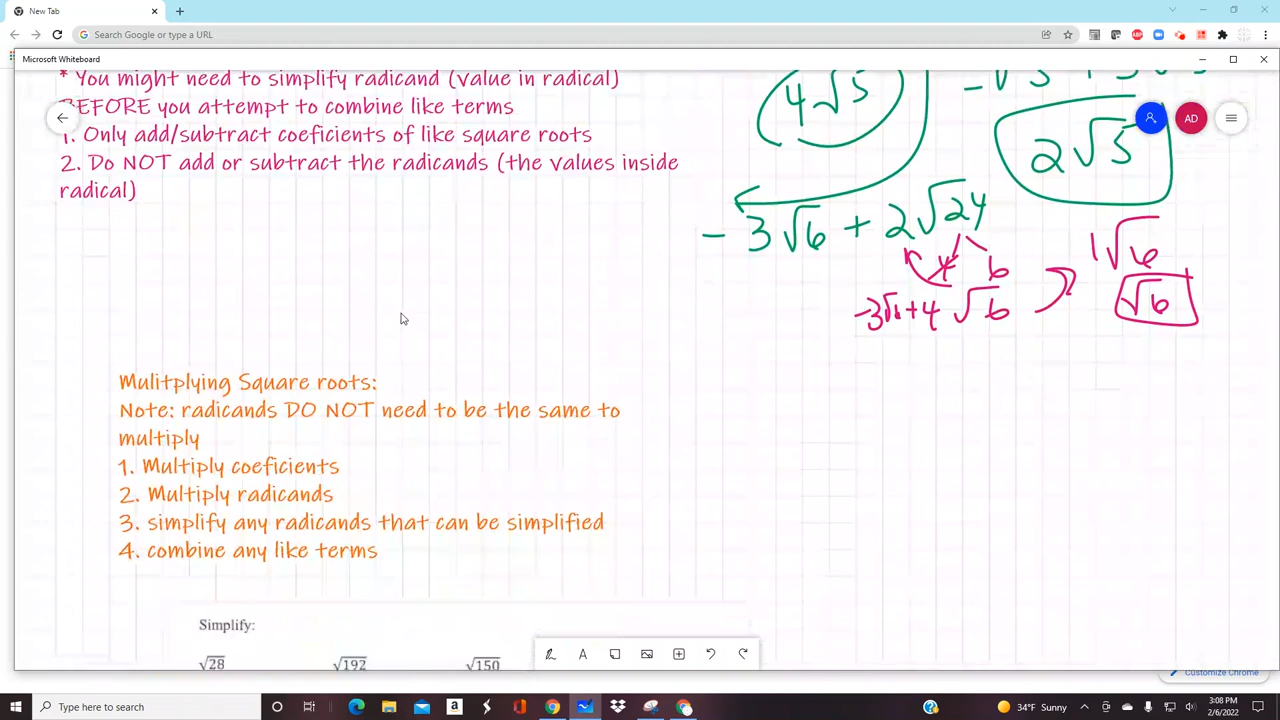 New Tab
Search Google or type a URL
Microsoft Whiteboard
* You might need to simplify radicand (value in radical)
BEFORE you attempt to combine like terms
1. Only add/subtract coeficients of like square roots
2. Do NOT add or subtract the radicands (the values inside
radical)
4√5
2√5
- 3√6 + 2√24
4 6
-3√6+4√6
1√6
√6
Mulitplying Square roots:
Note: radicands DO NOT need to be the same to
multiply
1. Multiply coeficients
2. Multiply radicands
3. simplify any radicands that can be simplified
4. combine any like terms
Simplify:
√28 √192 √150
AD
Customize Chrome
Type here to search
34°F Sunny
3:08 PM
2/6/2022